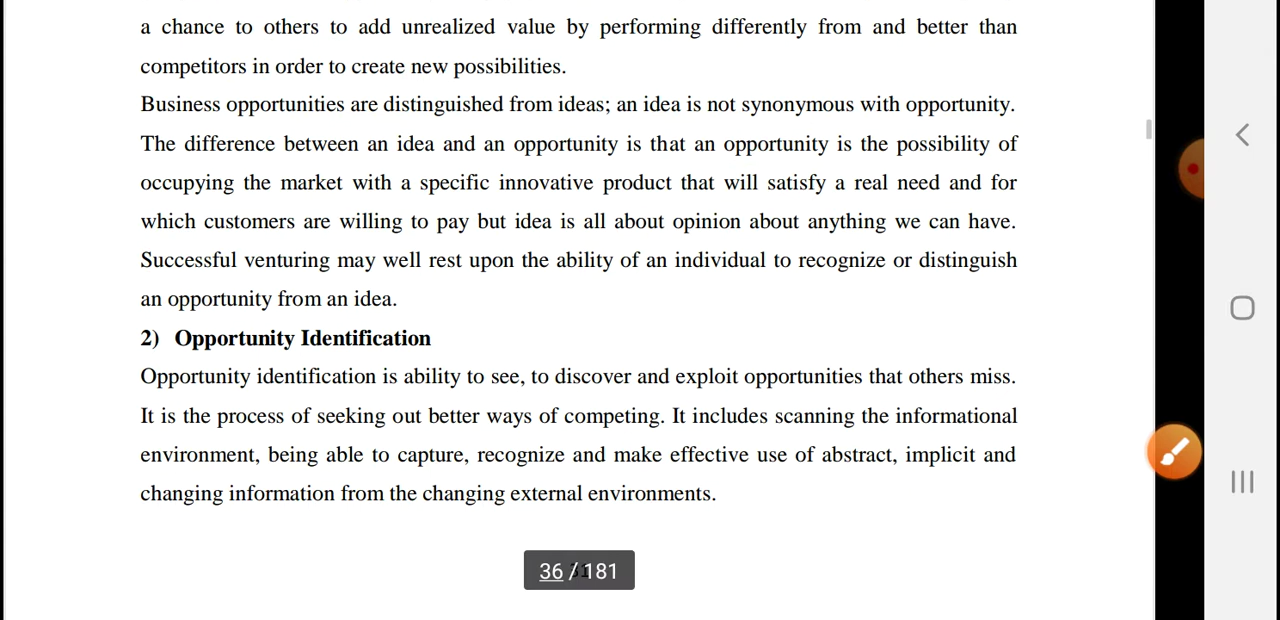 a chance to others to add unrealized value by performing differently from and better than
competitors in order to create new possibilities.
Business opportunities are distinguished from ideas; an idea is not synonymous with opportunity.
The difference between an idea and an opportunity is that an opportunity is the possibility of
occupying the market with a specific innovative product that will satisfy a real need and for
which customers are willing to pay but idea is all about opinion about anything we can have.
Successful venturing may well rest upon the ability of an individual to recognize or distinguish
an opportunity from an idea.
2) Opportunity Identification
Opportunity identification is ability to see, to discover and exploit opportunities that others miss.
It is the process of seeking out better ways of competing. It includes scanning the informational
environment, being able to capture, recognize and make effective use of abstract, implicit and
changing information from the changing external environments.
36 / 181